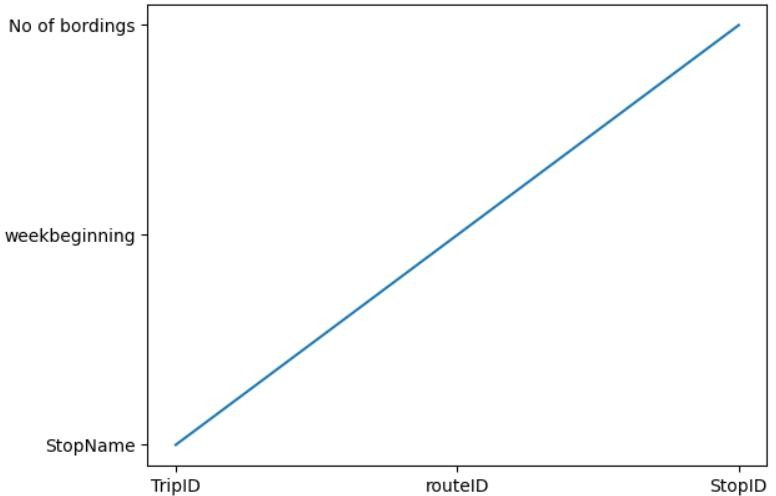 No of bordings
weekbeginning
StopName
TripID routeID StopID